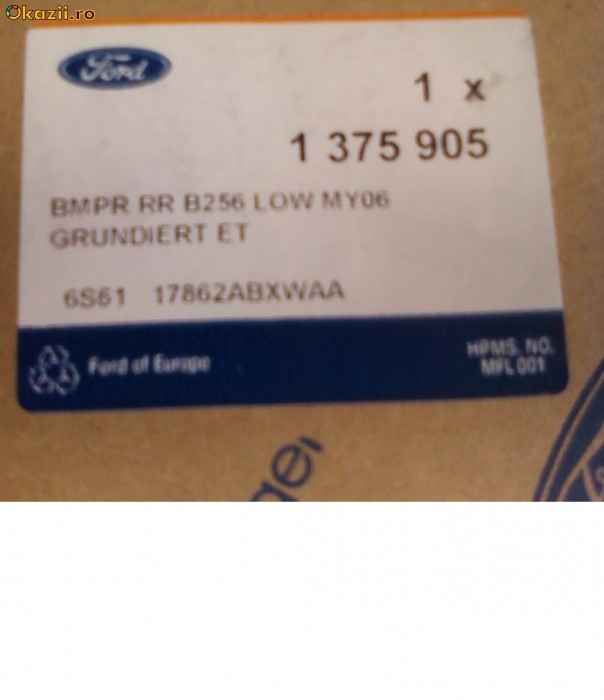 Okazii.ro
Ford
1 x
1 375 905
BMPR RR B256 LOW MY06
GRUNDIERT ET
6S61 17862ABXWAA
Ford of Europe
HPMS. NO.
MFL 001